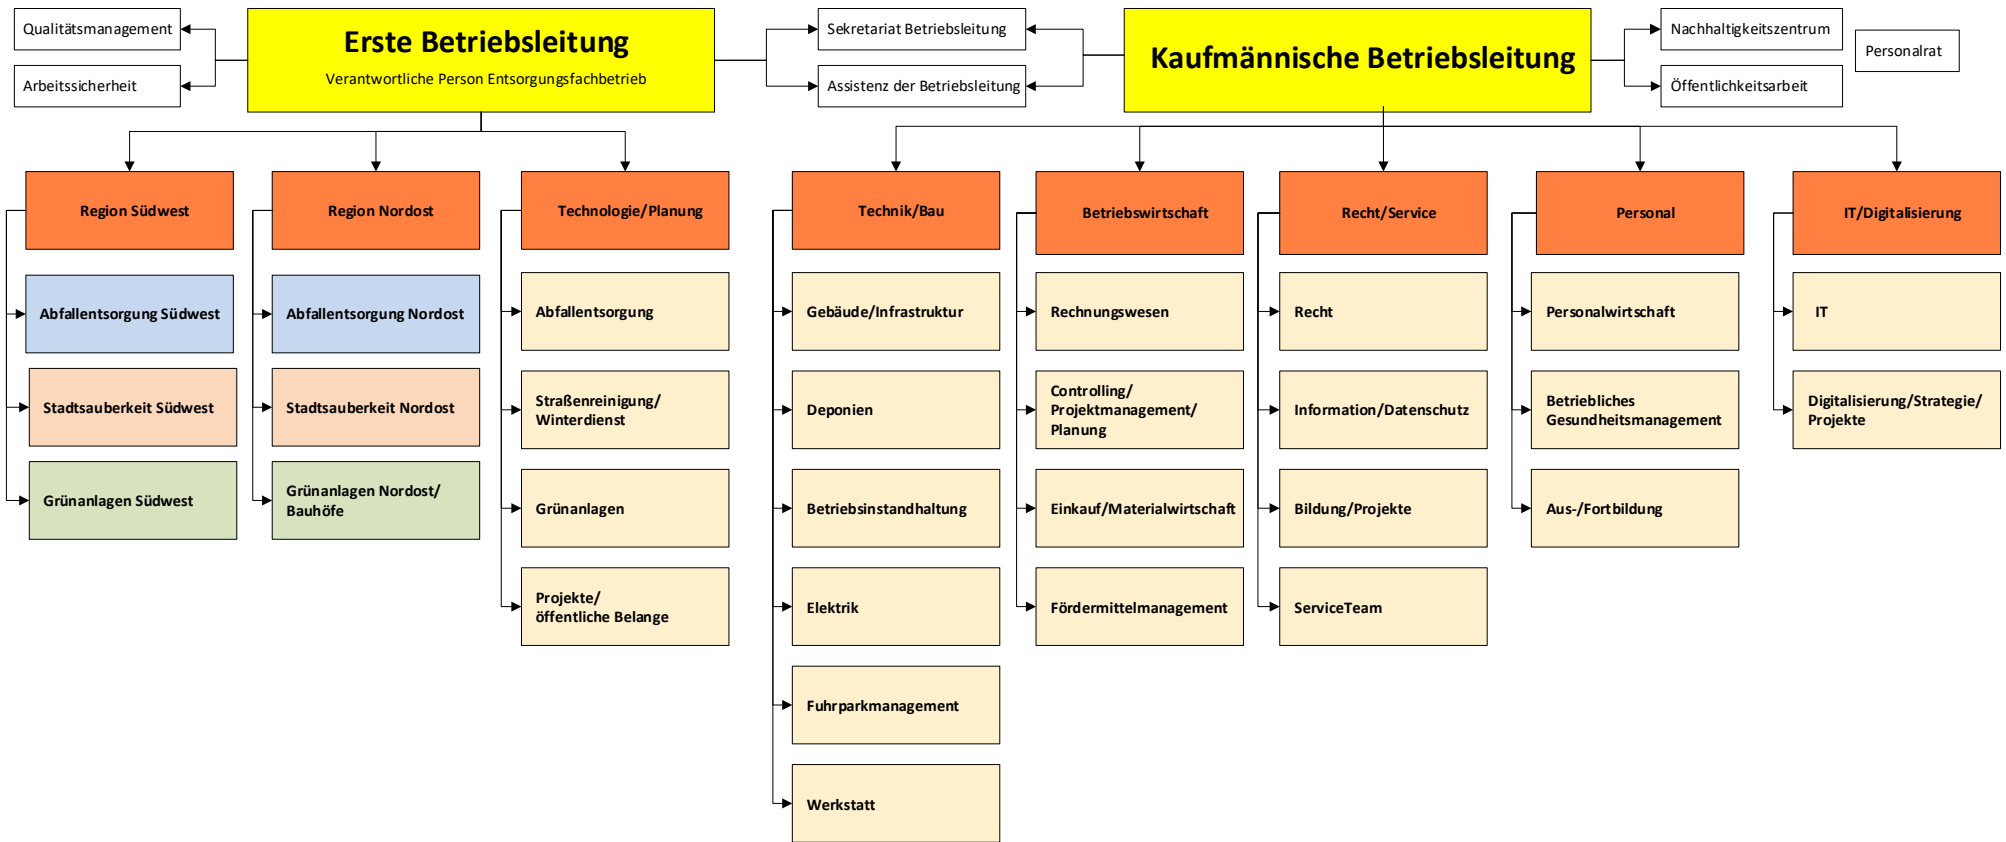 Qualitätsmanagement
Arbeitssicherheit
Erste Betriebsleitung
Verantwortliche Person Entsorgungsfachbetrieb
Sekretariat Betriebsleitung
Assistenz der Betriebsleitung
Kaufmännische Betriebsleitung
Nachhaltigkeitszentrum
Öffentlichkeitsarbeit
Personalrat
Region Südwest
Abfallentsorgung Südwest
Stadtsauberkeit Südwest
Grünanlagen Südwest
Region Nordost
Abfallentsorgung Nordost
Stadtsauberkeit Nordost
Grünanlagen Nordost/
Bauhöfe
Technologie/Planung
Abfallentsorgung
Straßenreinigung/
Winterdienst
Grünanlagen
Projekte/
öffentliche Belange
Technik/Bau
Gebäude/Infrastruktur
Deponien
Betriebsinstandhaltung
Elektrik
Fuhrparkmanagement
Werkstatt
Betriebswirtschaft
Rechnungswesen
Controlling/
Projektmanagement/
Planung
Einkauf/Materialwirtschaft
Fördermittelmanagement
Recht/Service
Recht
Information/Datenschutz
Bildung/Projekte
ServiceTeam
Personal
Personalwirtschaft
Betriebliches
Gesundheitsmanagement
Aus-/Fortbildung
IT/Digitalisierung
IT
Digitalisierung/Strategie/
Projekte